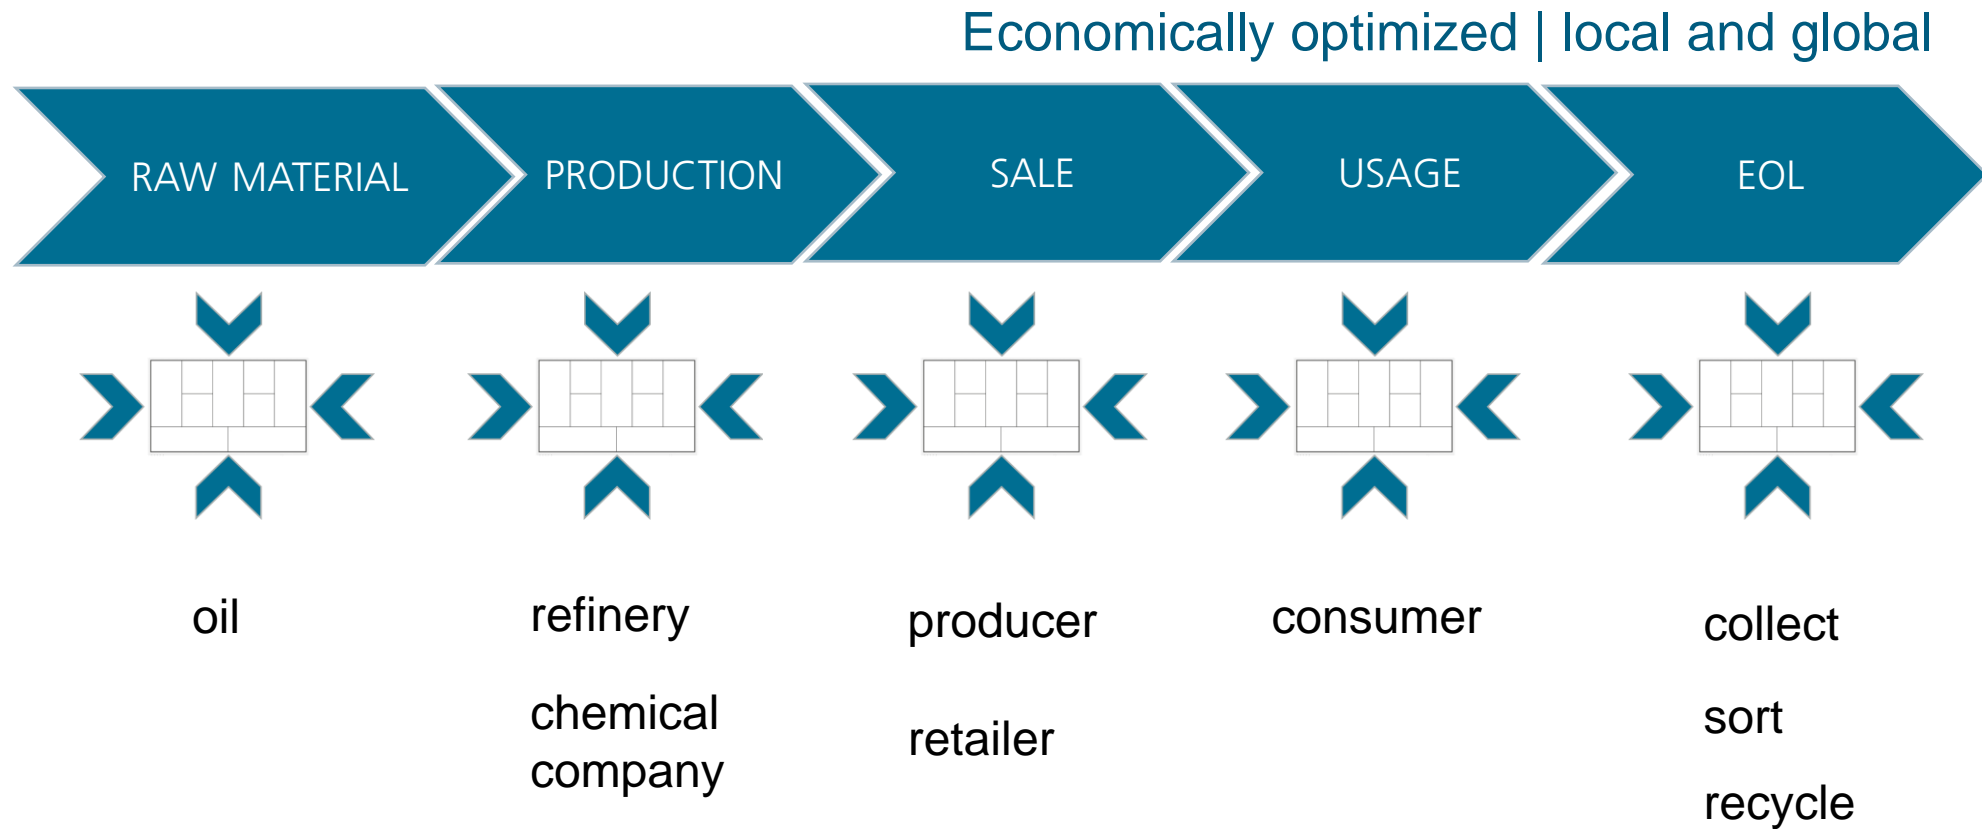 Economically optimized | local and global
RAW MATERIAL
PRODUCTION
SALE
USAGE
EOL
oil
refinery
chemical
company
producer
retailer
consumer
collect
sort
recycle